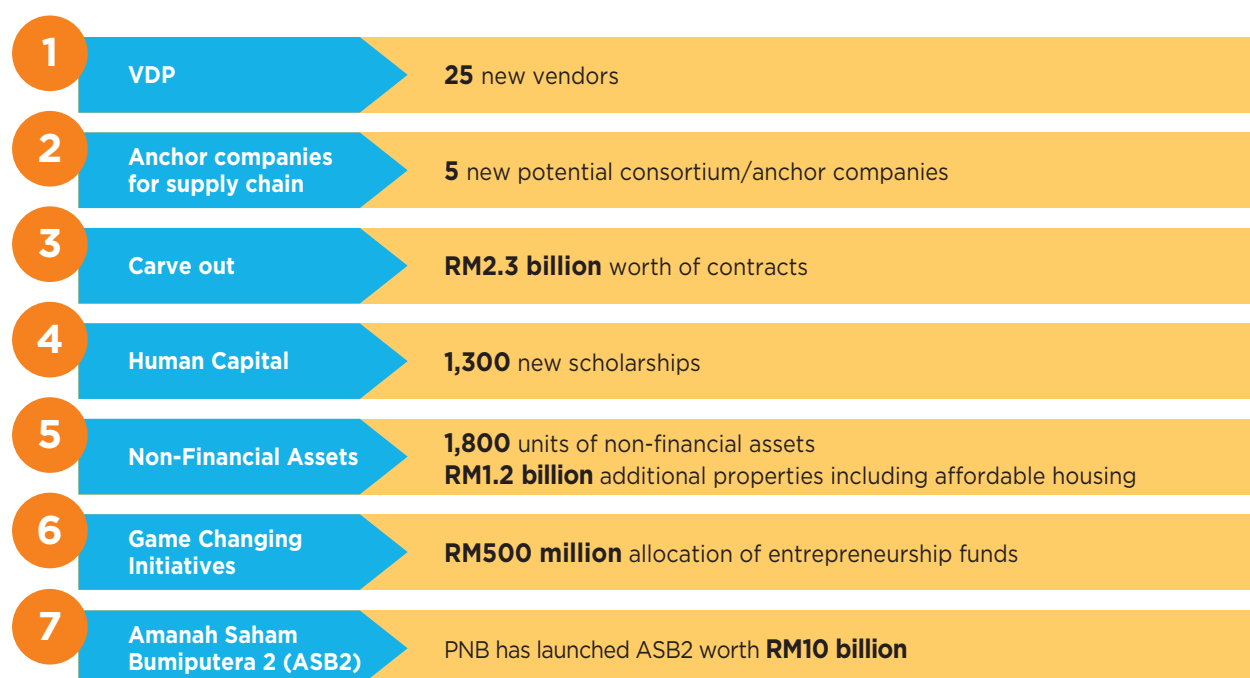 1
VDP
25 new vendors
2
Anchor companies
for supply chain
5 new potential consortium/anchor companies
3
Carve out
RM2.3 billion worth of contracts
4
Human Capital
1,300 new scholarships
5
Non-Financial Assets
1,800 units of non-financial assets
RM1.2 billion additional properties including affordable housing
6
Game Changing
Initiatives
RM500 million allocation of entrepreneurship funds
7
Amanah Saham
Bumiputera 2 (ASB2)
PNB has launched ASB2 worth RM10 billion